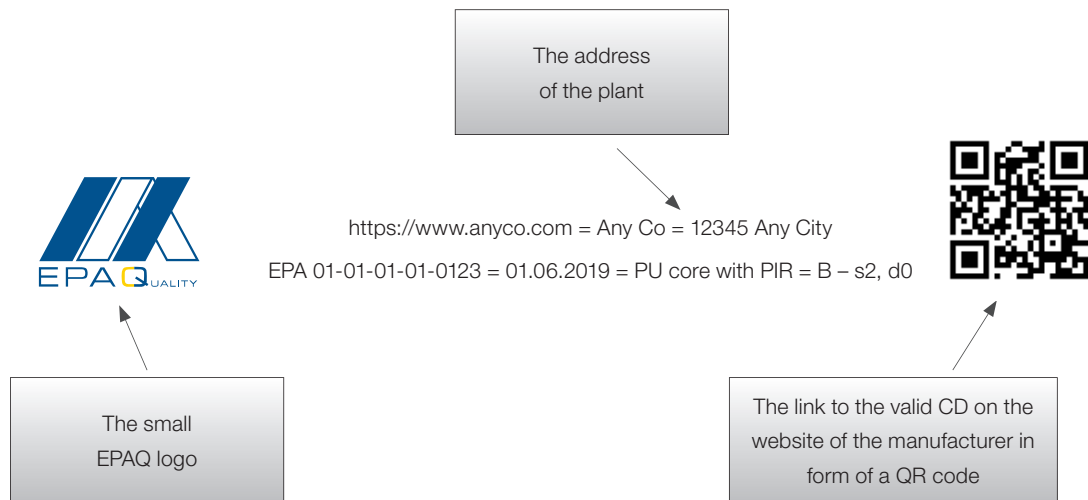 The address
of the plant
https://www.anyco.com = Any Co = 12345 Any City
EPA 01-01-01-01-0123 = 01.06.2019 = PU core with PIR = B – s2, d0
EPAQUALITY
The small
EPAQ logo
The link to the valid CD on the
website of the manufacturer in
form of a QR code